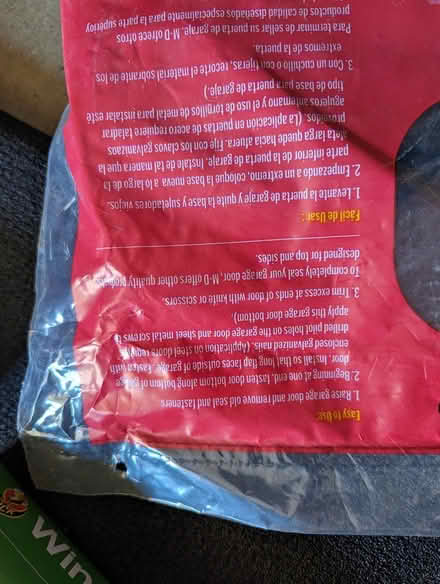 Easy to Use:
1. Raise garage door and remove old seal and fasteners
2. Beginning at one end, fasten door bottom along bottom of garage
door. Install so that long flap faces outside of garage. Fasten with
enclosed galvanized nails. (Application on steel doors require
drilled pilot holes on the garage door and sheet metal screws to
apply this garage door bottom).
3. Trim excess at ends of door with knife or scissors.
To completely seal your garage door, M-D offers other quality products
designed for top and sides.
Fácil de Usar:
1. Levante la puerta de garaje y quite la base y sujetadores viejos.
2. Empezando a un extremo, coloque la base nueva a lo largo de la
parte inferior de la puerta de garaje. Instale de tal manera que la
aleta larga quede hacia afuera. Fije con los clavos galvanizados
proveidos. (La aplicación en puertas de acero requiere taladrar
agujeros antemano y el uso de tornillos de metal para instalar esté
tipo de base para puerta de garaje.)
3. Con un cuchillo o con tijeras, recorte el material sobrante de los
extremos de la puerta.
Para terminar de sellar su puerta de garaje, M-D ofrece otros
productos de calidad diseñados especialmente para la parte superior
Win